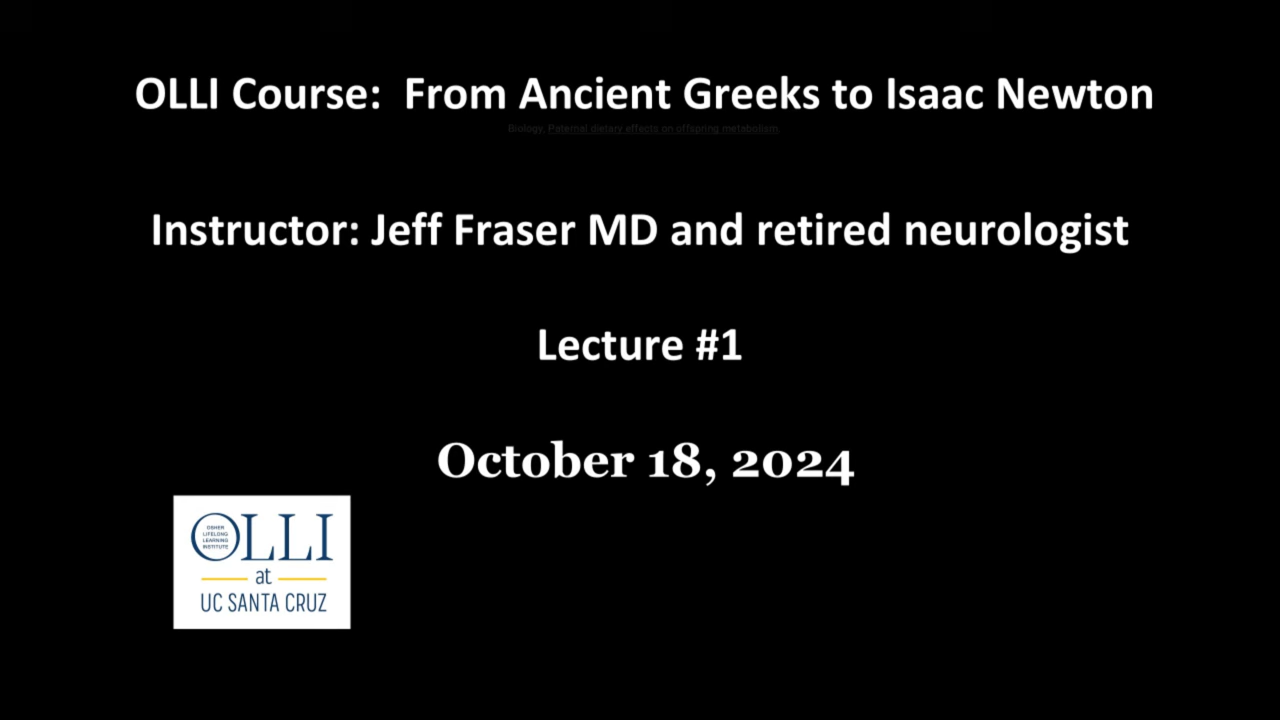 OLLI Course:  From Ancient Greeks to Isaac Newton
Biology, Paternal dietary effects on offspring metabolism.
Instructor: Jeff Fraser MD and retired neurologist
Lecture #1
October 18, 2024
OLLI
OSHER
LIFELONG
LEARNING
INSTITUTE
at
UC SANTA CRUZ